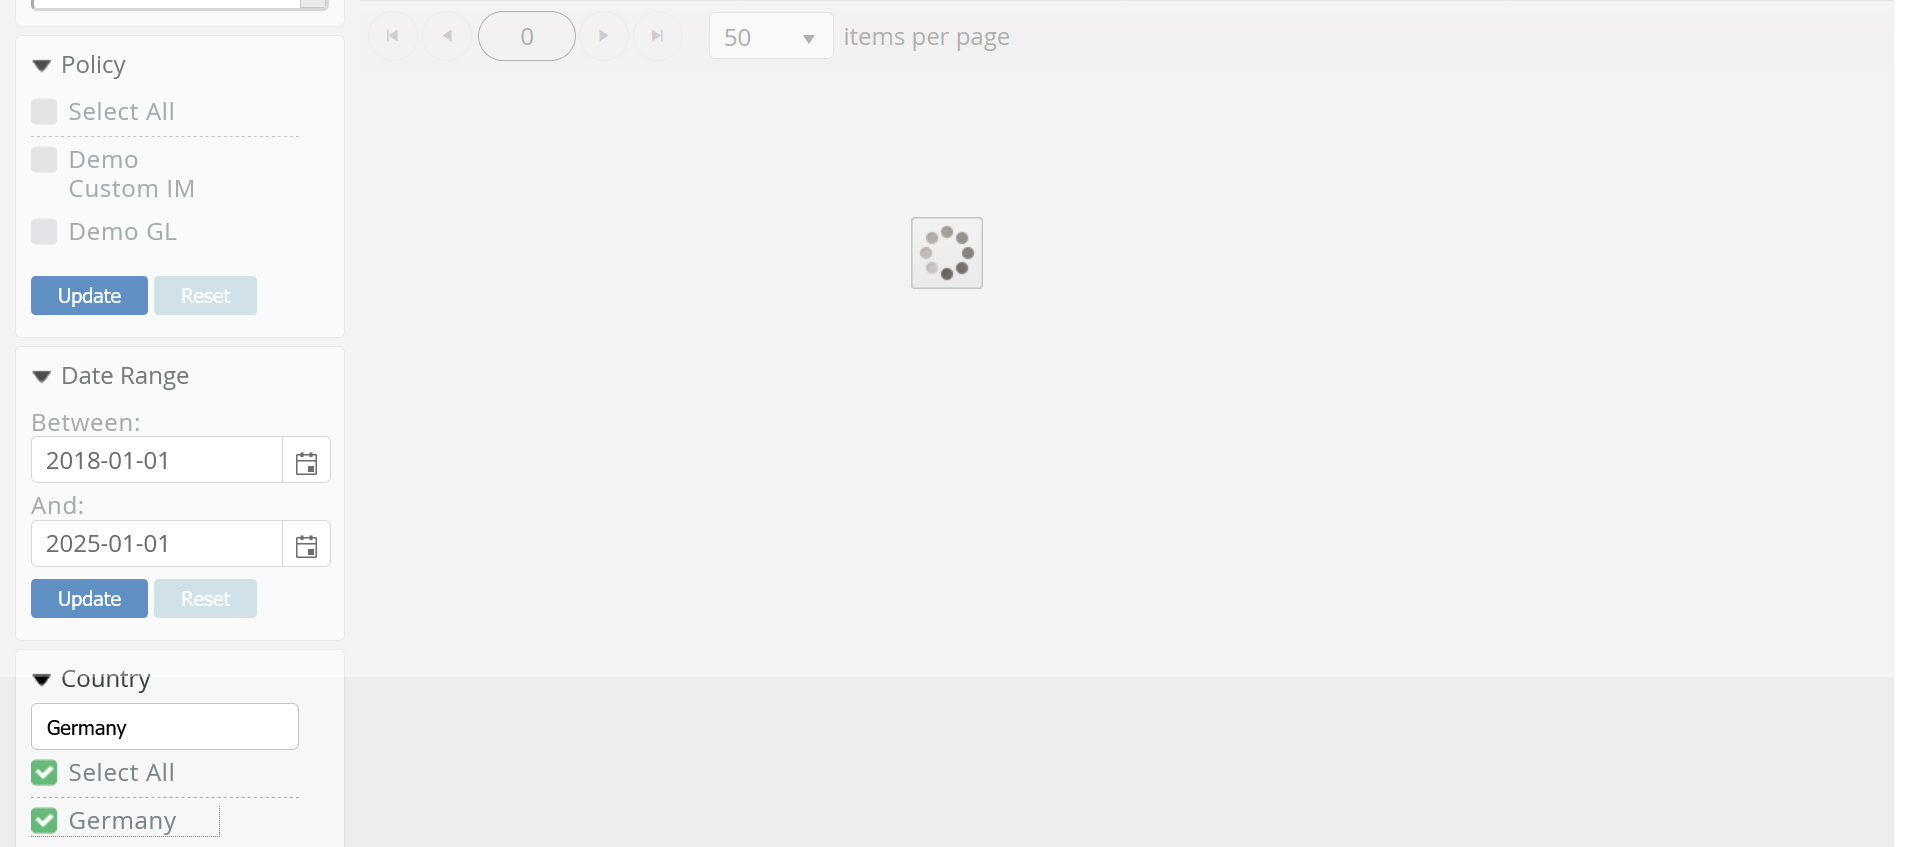 0
50
items per page
Policy
Select All
Demo
Custom IM
Demo GL
Update Reset
Date Range
Between:
2018-01-01
And:
2025-01-01
Update Reset
Country
Germany
Select All
Germany